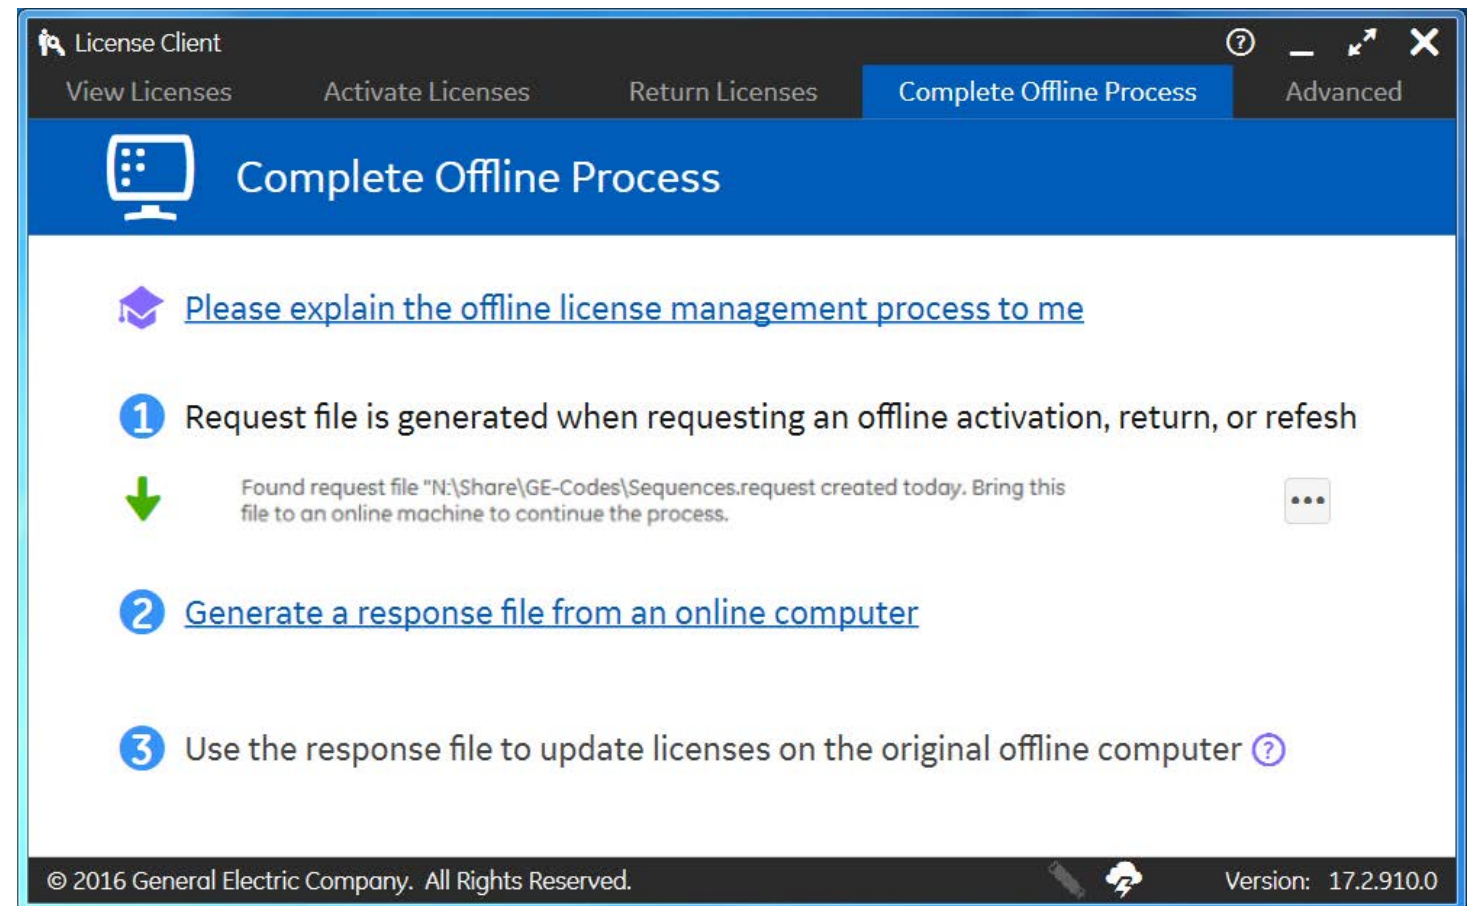 License Client
View Licenses Activate Licenses Return Licenses Complete Offline Process Advanced
Complete Offline Process
Please explain the offline license management process to me
1 Request file is generated when requesting an offline activation, return, or refesh
Found request file "N:\Share\GE-Codes\Sequences.request created today. Bring this
file to an online machine to continue the process.
2 Generate a response file from an online computer
3 Use the response file to update licenses on the original offline computer ?
© 2016 General Electric Company. All Rights Reserved. Version: 17.2.910.0